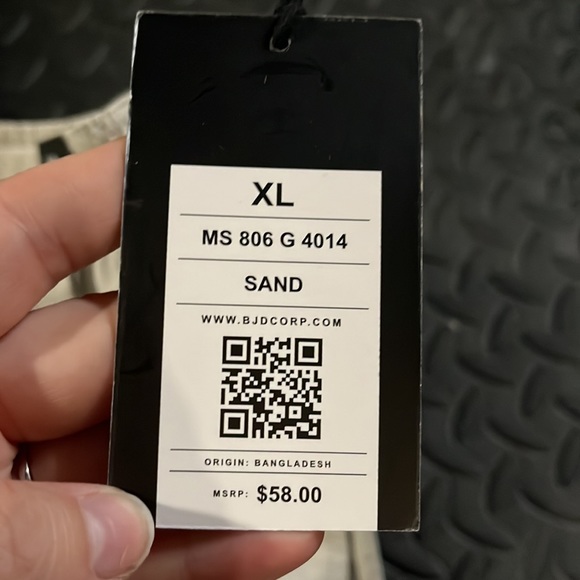 XL
MS 806 G 4014
SAND
WWW.BJDCORP.COM
ORIGIN: BANGLADESH
MSRP: $58.00